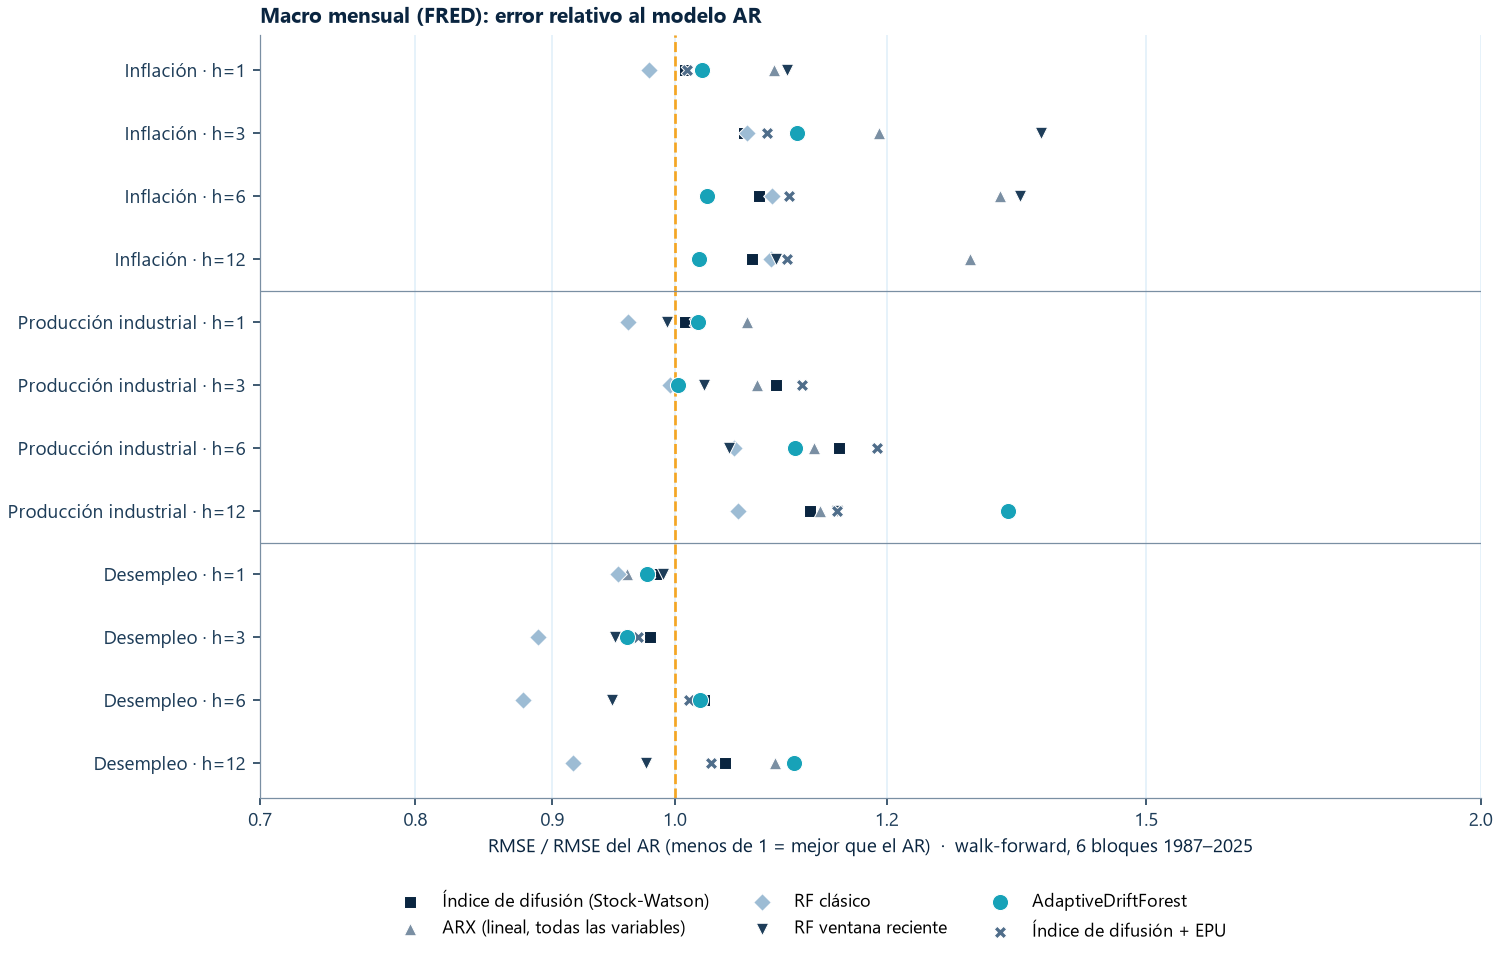 Macro mensual (FRED): error relativo al modelo AR
Inflación · h=1
Inflación · h=3
Inflación · h=6
Inflación · h=12
Producción industrial · h=1
Producción industrial · h=3
Producción industrial · h=6
Producción industrial · h=12
Desempleo · h=1
Desempleo · h=3
Desempleo · h=6
Desempleo · h=12
0.7 0.8 0.9 1.0 1.2 1.5 2.0
RMSE / RMSE del AR (menos de 1 = mejor que el AR) · walk-forward, 6 bloques 1987–2025
Índice de difusión (Stock-Watson) RF clásico AdaptiveDriftForest
ARX (lineal, todas las variables) RF ventana reciente Índice de difusión + EPU